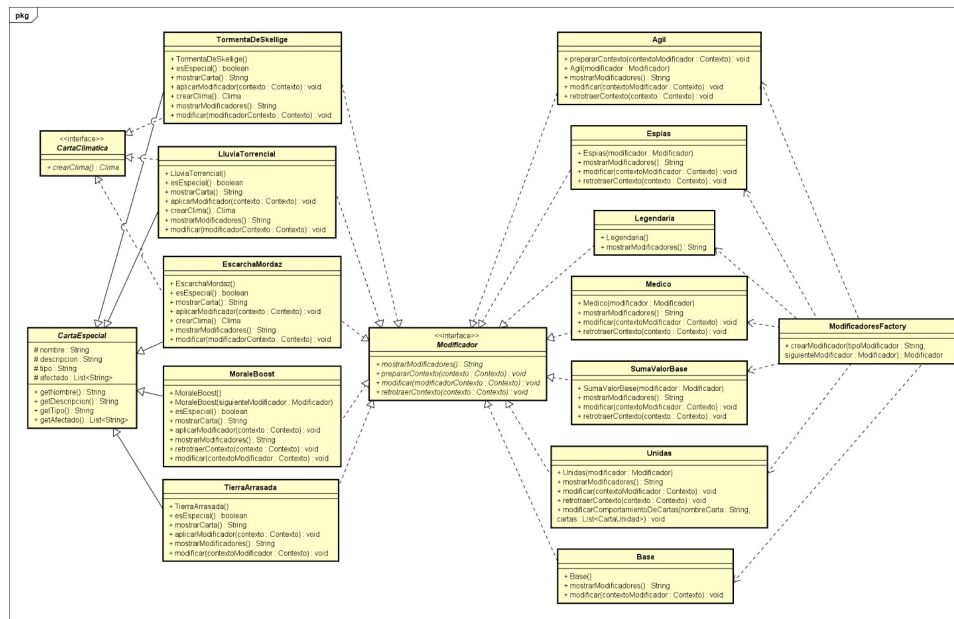 pkg
TormentaDeSkellige
+ TormentaDeSkellige()
+ esEspecial() : boolean
+ mostrarCarta() : String
+ aplicarModificador(contexto : Contexto) : void
+ crearClima() : Clima
+ mostrarModificadores() : String
+ modificar(modificadorContexto : Contexto) : void
<<interface>>
CartaClimatica
+ crearClima() : Clima
LluviaTorrencial
+ LluviaTorrencial()
+ esEspecial() : boolean
+ mostrarCarta() : String
+ aplicarModificador(contexto : Contexto) : void
+ crearClima() : Clima
+ mostrarModificadores() : String
+ modificar(modificadorContexto : Contexto) : void
EscarchaMordaz
+ EscarchaMordaz()
+ esEspecial() : boolean
+ mostrarCarta() : String
+ aplicarModificador(contexto : Contexto) : void
+ crearClima() : Clima
+ mostrarModificadores() : String
+ modificar(modificadorContexto : Contexto) : void
CartaEspecial
# nombre : String
# descripcion : String
# tipo : String
# afectado : List<String>
+ getNombre() : String
+ getDescripcion() : String
+ getTipo() : String
+ getAfectado() : List<String>
MoraleBoost
+ MoraleBoost()
+ MoraleBoost(siguienteModificador : Modificador)
+ esEspecial() : boolean
+ mostrarCarta() : String
+ aplicarModificador(contexto : Contexto) : void
+ mostrarModificadores() : String
+ retrotraerContexto(contexto : Contexto) : void
+ modificar(contextoModificador : Contexto) : void
TierraArrasada
+ TierraArrasada()
+ esEspecial() : boolean
+ mostrarCarta() : String
+ aplicarModificador(contexto : Contexto) : void
+ mostrarModificadores() : String
+ modificar(contextoModificador : Contexto) : void
<<interface>>
Modificador
+ mostrarModificadores() : String
+ prepararContexto(contexto : Contexto) : void
+ modificar(modificadorContexto : Contexto) : void
+ retrotraerContexto(contexto : Contexto) : void
Agil
+ prepararContexto(contextoModificador : Contexto) : void
+ Agil(modificador : Modificador)
+ mostrarModificadores() : String
+ modificar(contextoModificador : Contexto) : void
+ retrotraerContexto(contexto : Contexto) : void
Espias
+ Espias(modificador : Modificador)
+ mostrarModificadores() : String
+ modificar(contextoModificador : Contexto) : void
+ retrotraerContexto(contexto : Contexto) : void
Legendaria
+ Legendaria()
+ mostrarModificadores() : String
Medico
+ Medico(modificador : Modificador)
+ mostrarModificadores() : String
+ modificar(contextoModificador : Contexto) : void
+ retrotraerContexto(contexto : Contexto) : void
ModificadoresFactory
+ crearModificador(tipoModificador : String,
siguienteModificador : Modificador) : Modificador
SumaValorBase
+ SumaValorBase(modificador : Modificador)
+ mostrarModificadores() : String
+ modificar(contextoModificador : Contexto) : void
+ retrotraerContexto(contexto : Contexto) : void
Unidas
+ Unidas(modificador : Modificador)
+ mostrarModificadores() : String
+ modificar(contextoModificador : Contexto) : void
+ retrotraerContexto(contexto : Contexto) : void
+ modificarComportamientoDeCartas(nombreCarta : String,
cartas : List<CartaUnidad>) : void
Base
+ Base()
+ mostrarModificadores() : String
+ modificar(contextoModificador : Contexto) : void